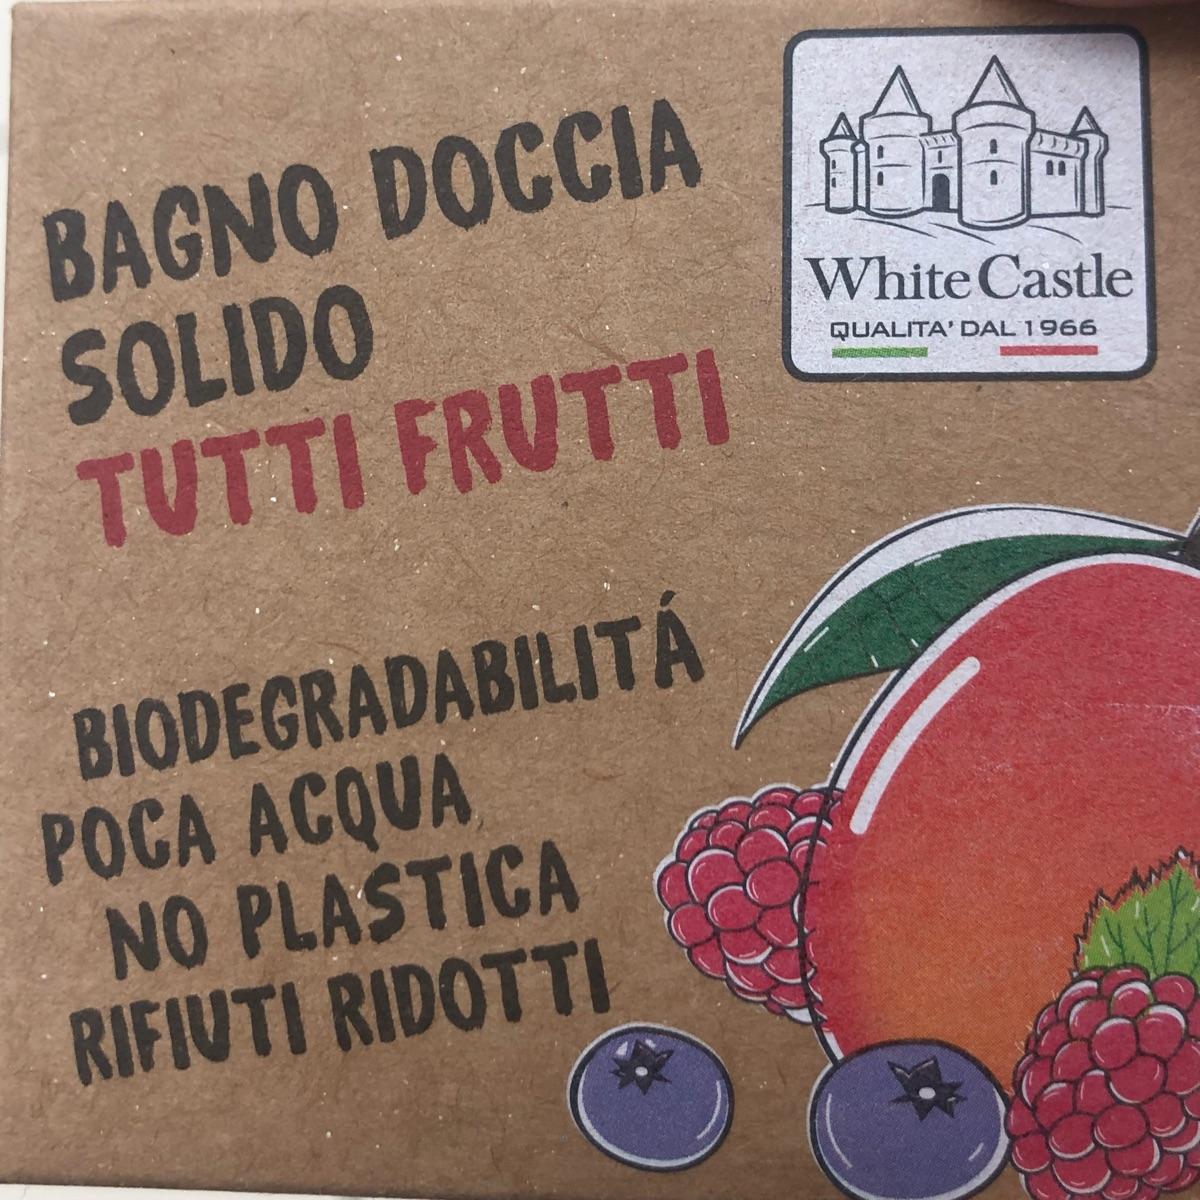 BAGNO DOCCIA
SOLIDO
TUTTI FRUTTI
White Castle
QUALITA' DAL 1966
BIODEGRADABILITÁ
POCA ACQUA
NO PLASTICA
RIFIUTI RIDOTTI